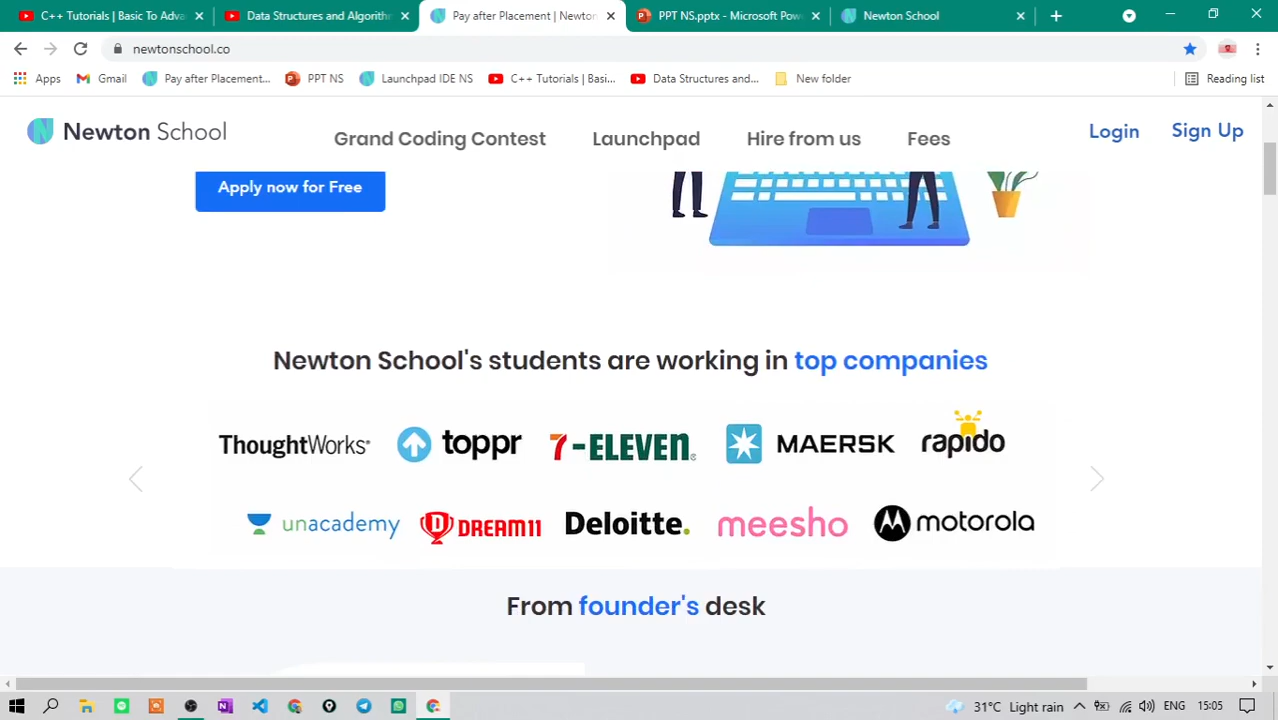 C++ Tutorials | Basic To Adva
Data Structures and Algorithm
Pay after Placement | Newton
PPT NS.pptx - Microsoft Pow
Newton School
newtonschool.co
Apps
Gmail
Pay after Placement...
PPT NS
Launchpad IDE NS
C++ Tutorials | Basi...
Data Structures and...
New folder
Reading list
Newton School
Grand Coding Contest
Launchpad
Hire from us
Fees
Login
Sign Up
Apply now for Free
Newton School's students are working in top companies
ThoughtWorks
toppr
7-ELEVEN
MAERSK
rapido
unacademy
DREAM11
Deloitte.
meesho
motorola
From founder's desk
31°C Light rain
ENG
15:05